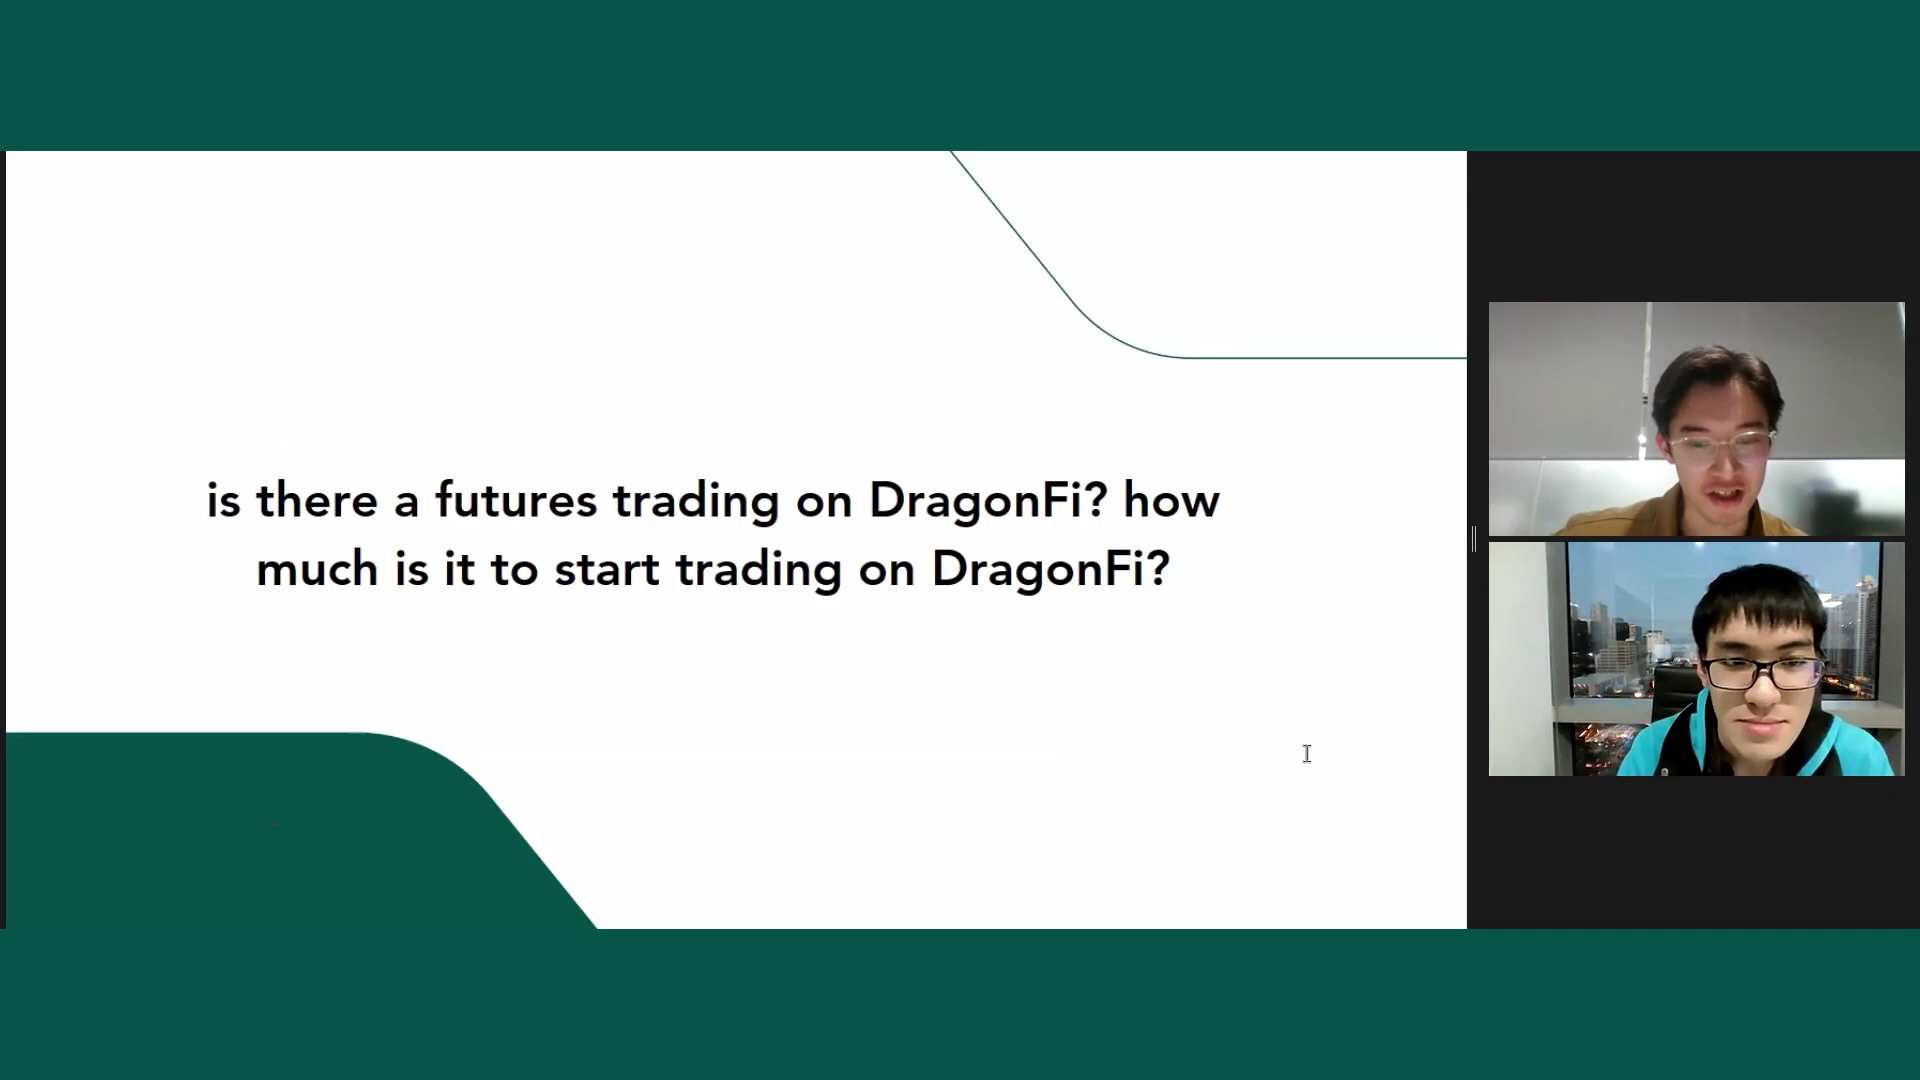 is there a futures trading on DragonFi? how
much is it to start trading on DragonFi?